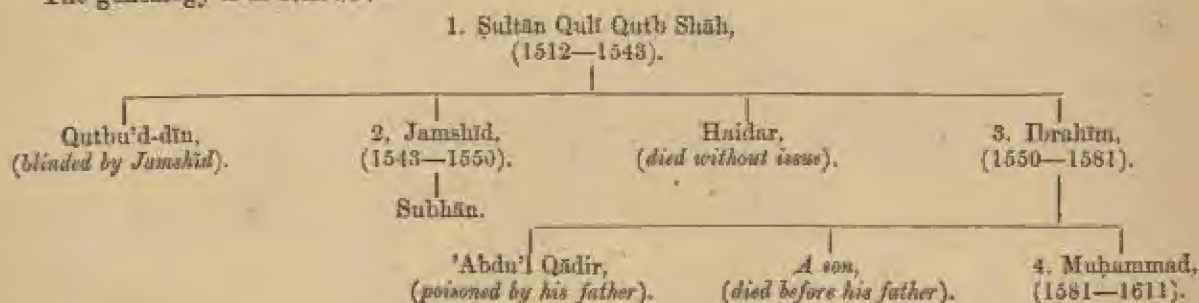 1. Ṣultān Qulī Qutb Shāh,
(1512—1543).
Qutbu'd-dīn,
(blinded by Jamshīd).
2, Jamshīd,
(1543—1550).
Subhān.
Haidar,
(died without issue).
3. Ibrahīm,
(1550—1581).
'Abdu'l Qādir,
(poisoned by his father).
A son,
(died before his father).
4. Muḥammad,
(1581—1611).